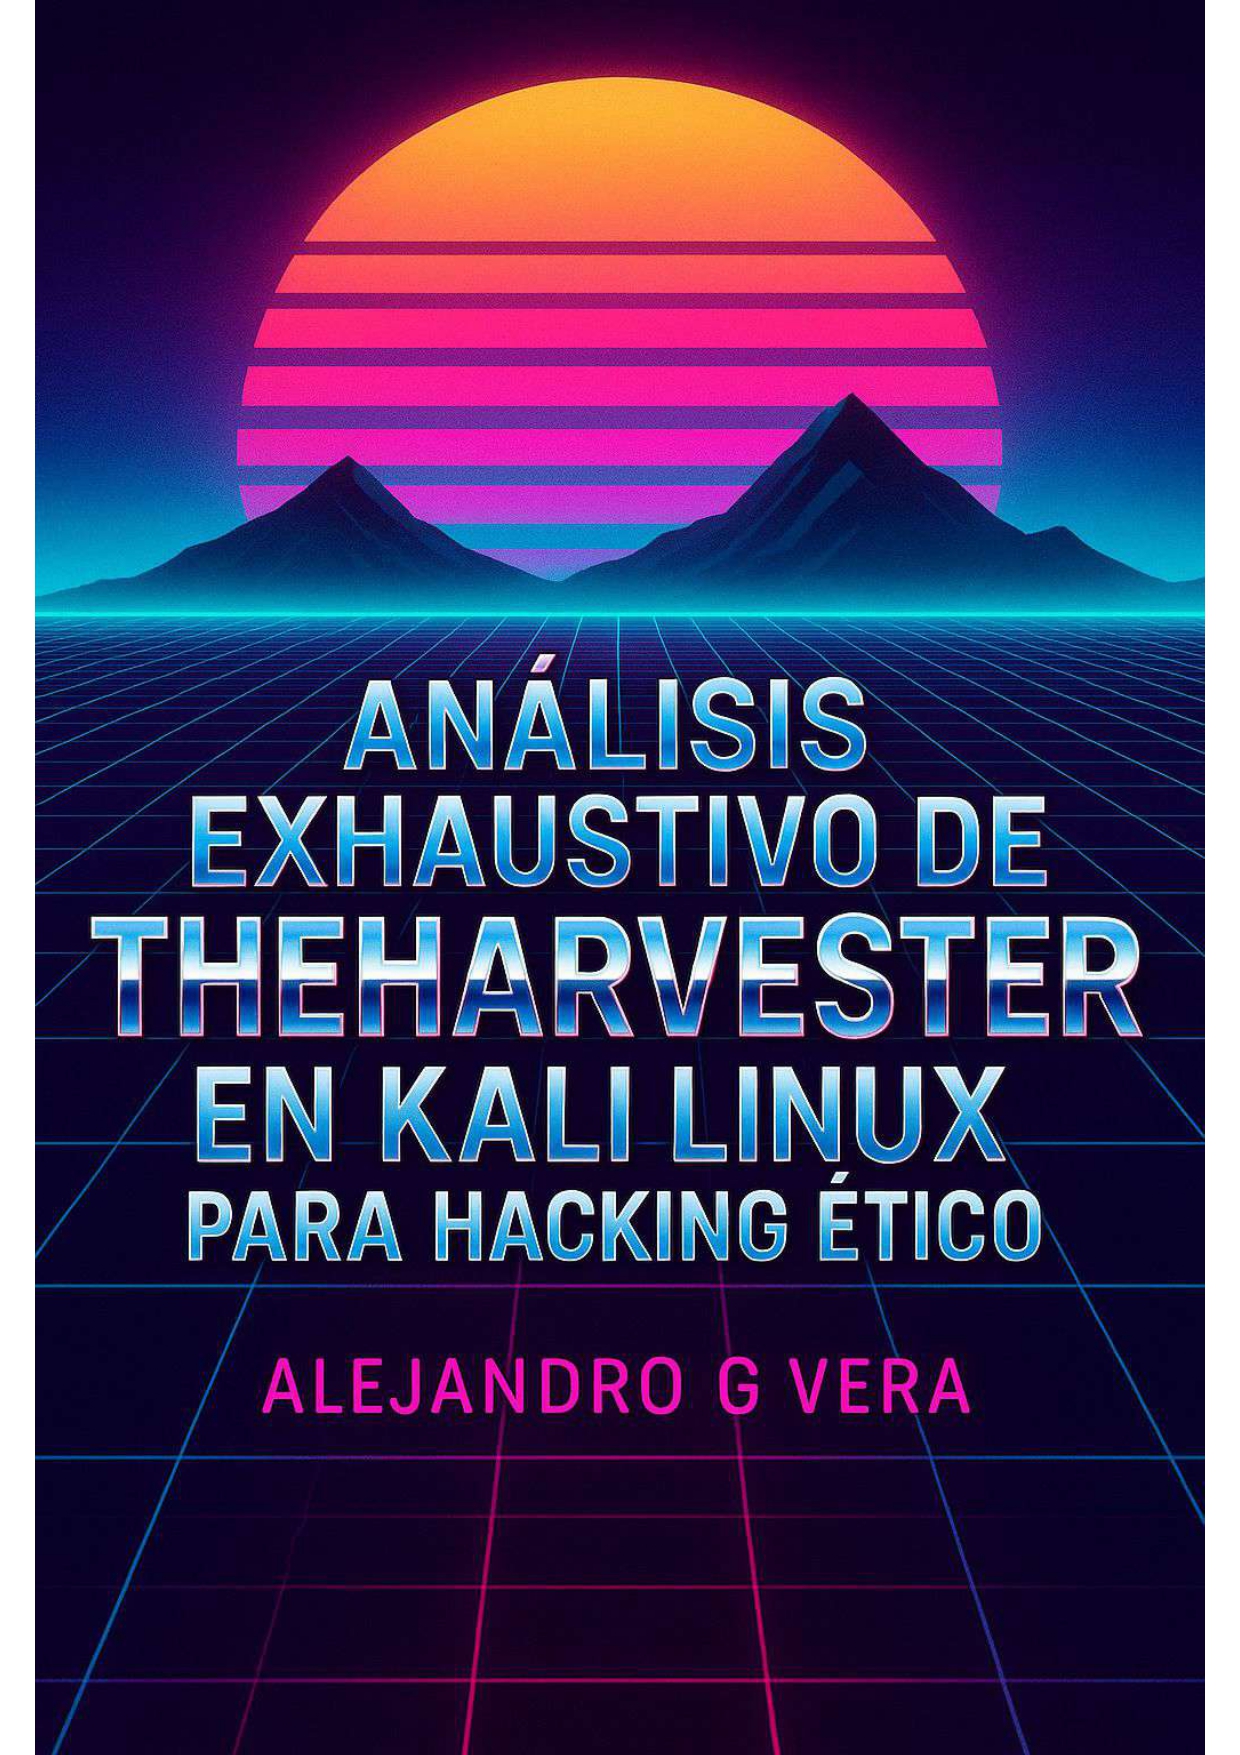 ANÁLISIS
EXHAUSTIVO DE
THEHARVESTER
EN KALI LINUX
PARA HACKING ÉTICO
ALEJANDRO G VERA